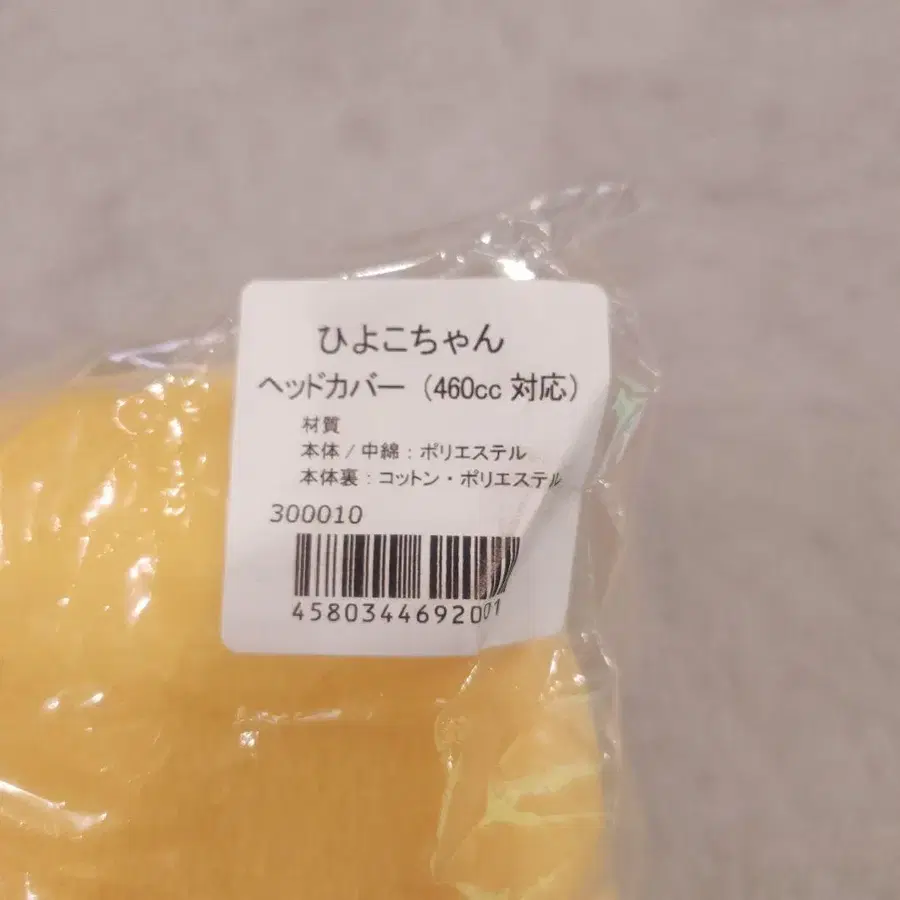 ひよこちゃん
ヘッドカバー（460cc 対応）
材質
本体 / 中綿：ポリエステル
本体裏：コットン・ポリエステル
300010
4580344692001